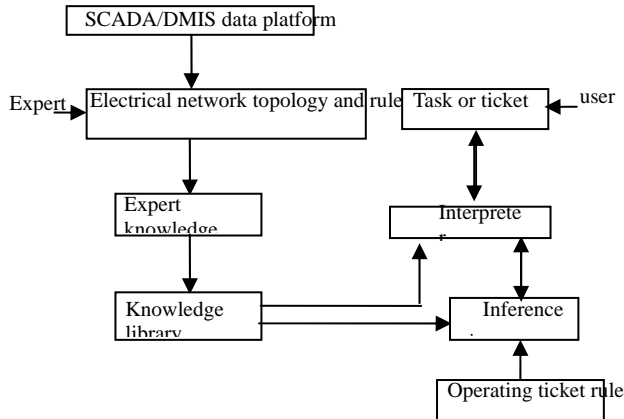 SCADA/DMIS data platform
Expert
Electrical network topology and rule
Task or ticket
user
Expert
knowledge
Interprete
r
Knowledge
library
Inference
Operating ticket rule